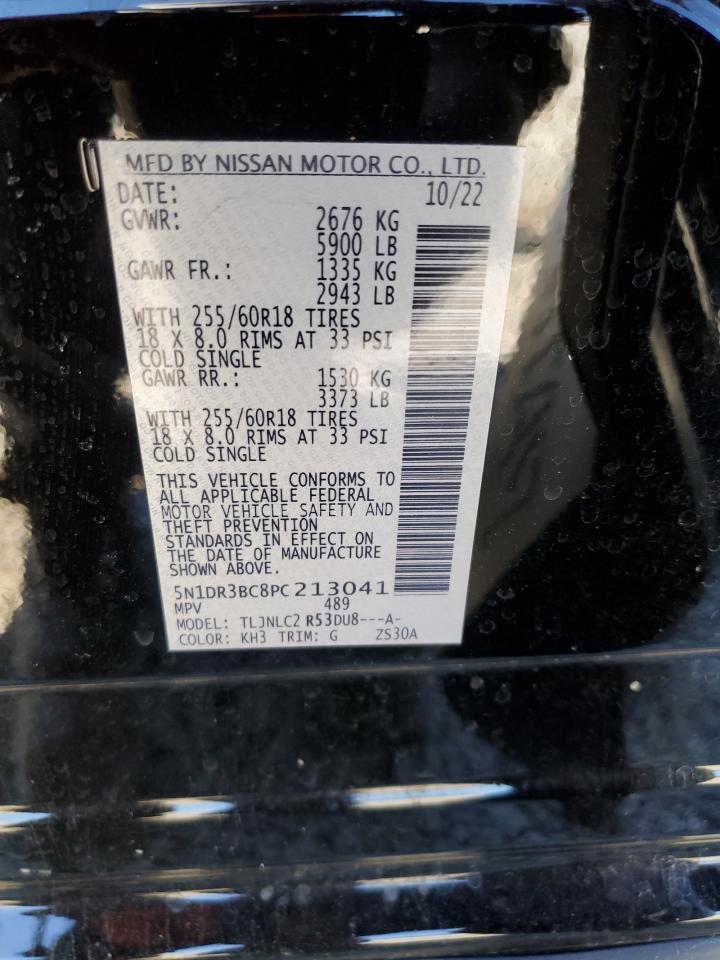 MFD BY NISSAN MOTOR CO., LTD.
DATE: 10/22
GVWR: 2676 KG
5900 LB
GAWR FR.: 1335 KG
2943 LB
WITH 255/60R18 TIRES
18 X 8.0 RIMS AT 33 PSI
COLD SINGLE
GAWR RR.: 1530 KG
3373 LB
WITH 255/60R18 TIRES
18 X 8.0 RIMS AT 33 PSI
COLD SINGLE
THIS VEHICLE CONFORMS TO
ALL APPLICABLE FEDERAL
MOTOR VEHICLE SAFETY AND
THEFT PREVENTION
STANDARDS IN EFFECT ON
THE DATE OF MANUFACTURE
SHOWN ABOVE.
5N1DR3BC8PC213041
MPV 489
MODEL: TLJNLC2 R53DU8---A-
COLOR: KH3 TRIM: G ZS30A